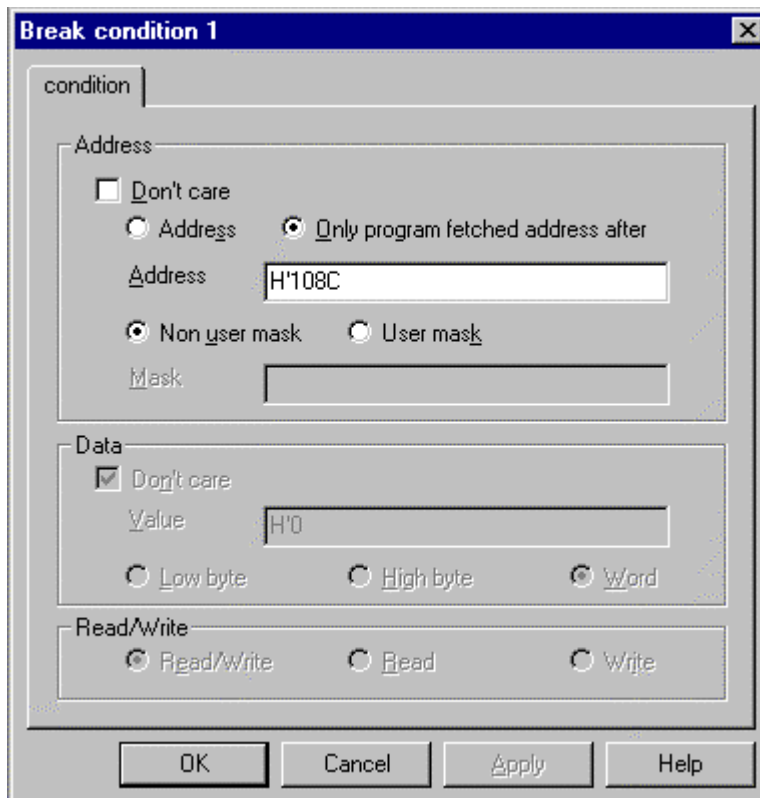 Break condition 1
condition
Address
Don't care
Address Only program fetched address after
Address H'108C
Non user mask User mask
Mask
Data
Don't care
Value H'0
Low byte High byte Word
Read/Write
Read/Write Read Write
OK Cancel Apply Help